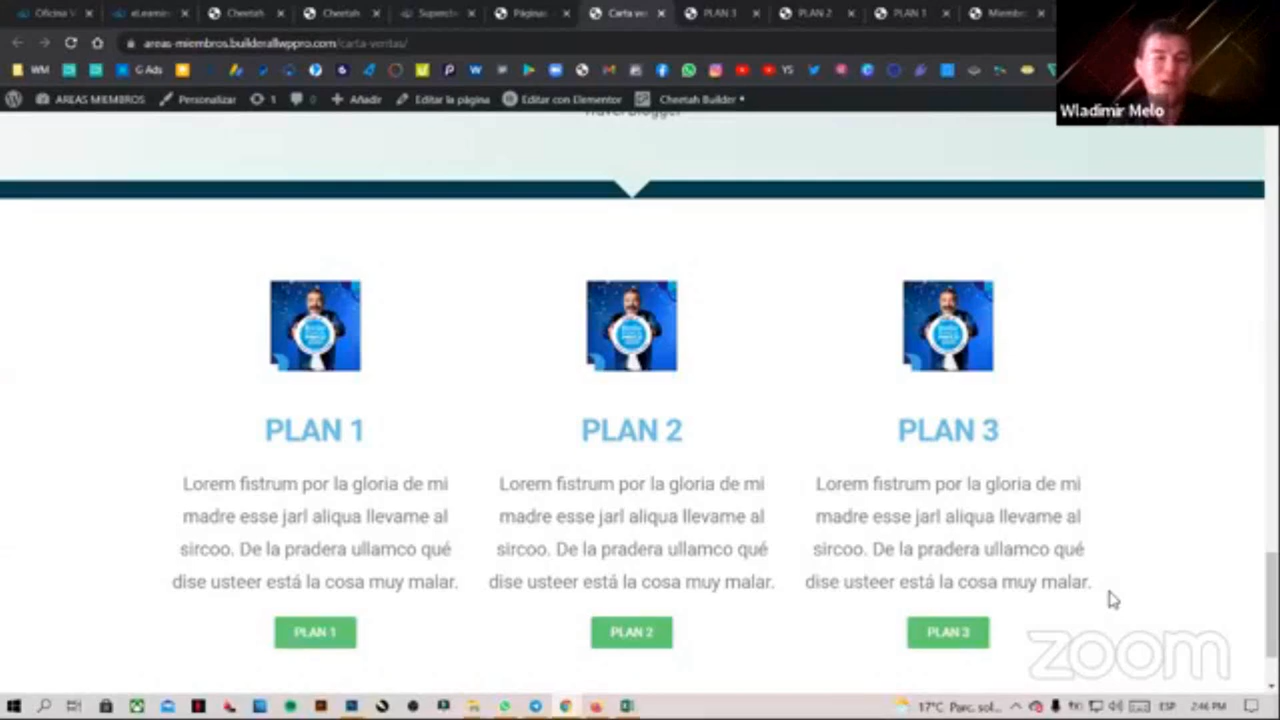 Oficina V
eLearnin
Cheetah
Cheetah
Superch
Páginas
Carta ve
PLAN 3
PLAN 2
PLAN 1
Miembro
areas-miembros.builderallwppro.com/carta-ventas/
WM
G Ads
YS
AREAS MIEMBROS
Personalizar
1
0
Añadir
Editar la página
Editar con Elementor
Cheetah Builder
Wladimir Melo
Travel Blogger
PLAN 1
Lorem fistrum por la gloria de mi
madre esse jarl aliqua llevame al
sircoo. De la pradera ullamco qué
dise usteer está la cosa muy malar.
PLAN 1
PLAN 2
Lorem fistrum por la gloria de mi
madre esse jarl aliqua llevame al
sircoo. De la pradera ullamco qué
dise usteer está la cosa muy malar.
PLAN 2
PLAN 3
Lorem fistrum por la gloria de mi
madre esse jarl aliqua llevame al
sircoo. De la pradera ullamco qué
dise usteer está la cosa muy malar.
PLAN 3
zoom
17°C Parc. sol...
ESP
2:46 PM